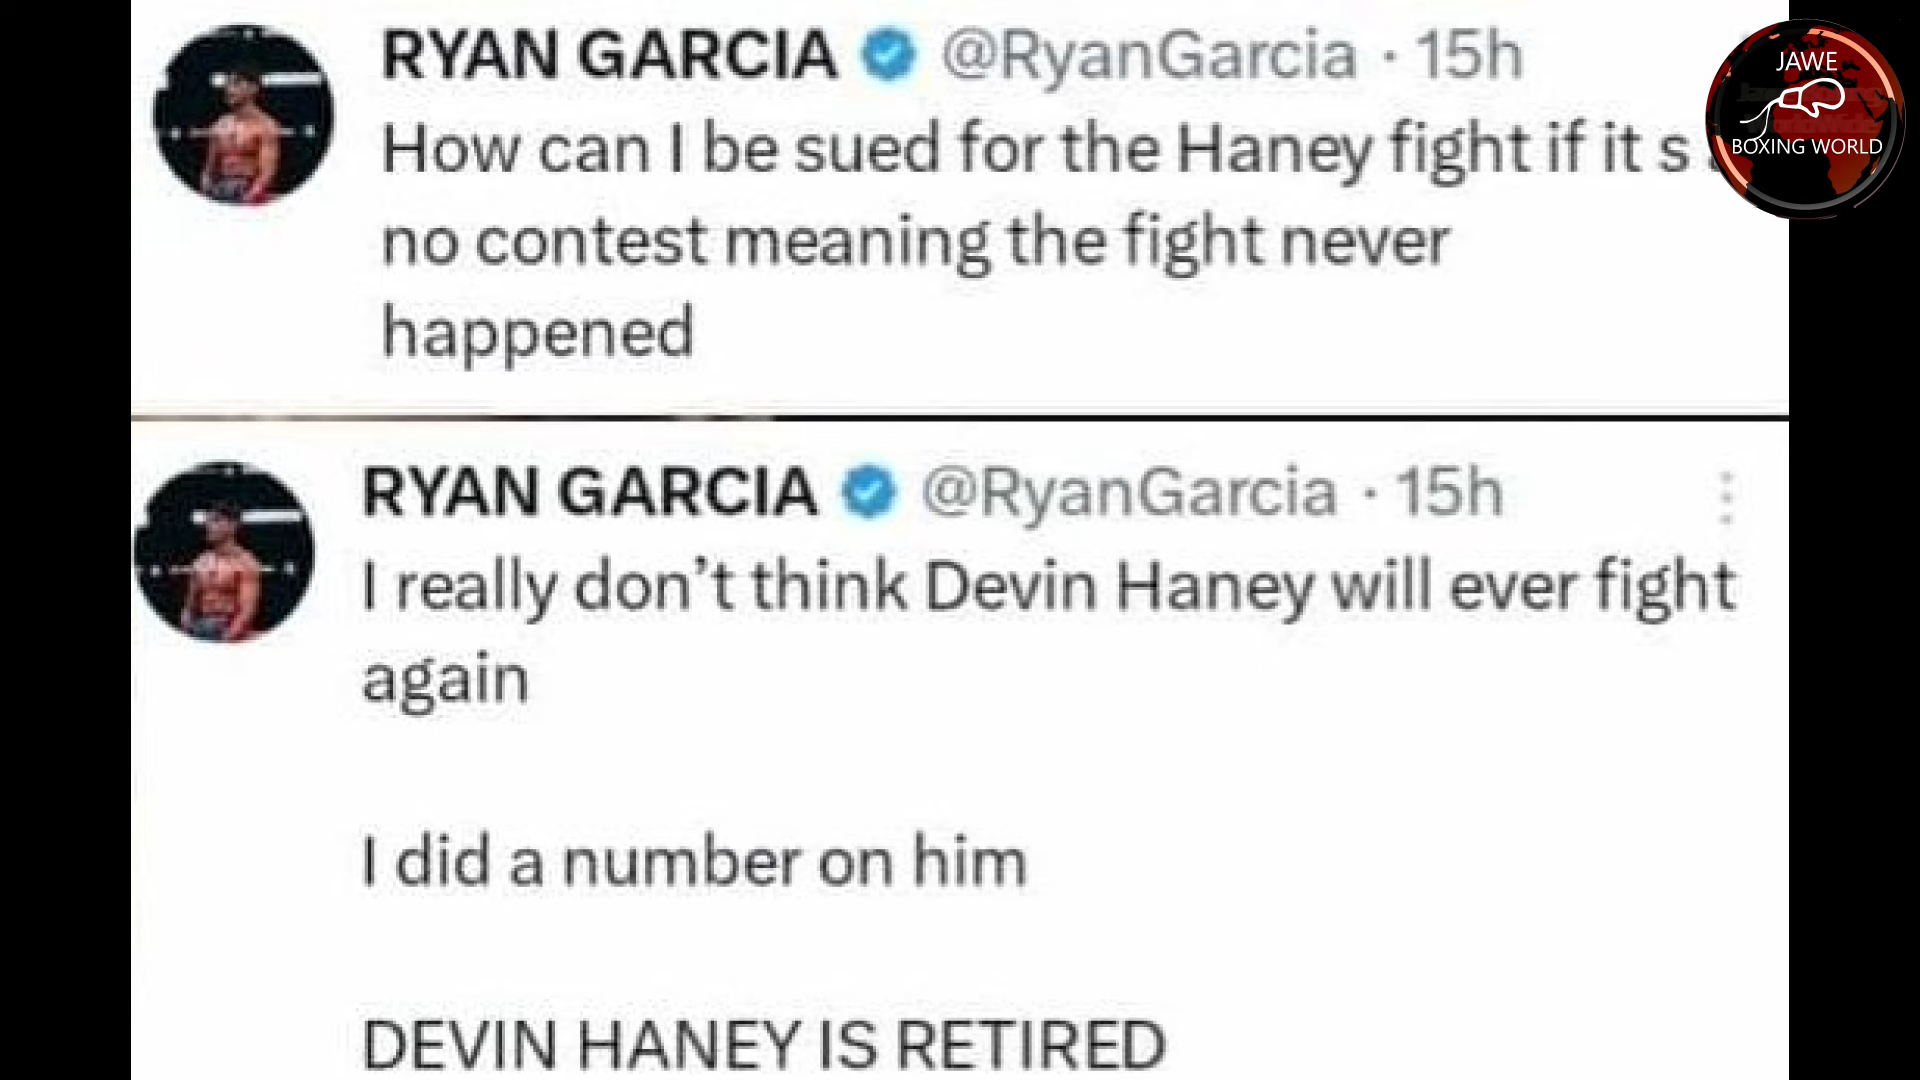 RYAN GARCIA @RyanGarcia · 15h
JAWE
How can I be sued for the Haney fight if it s
BOXING WORLD
no contest meaning the fight never
happened
RYAN GARCIA @RyanGarcia · 15h
I really don’t think Devin Haney will ever fight
again
I did a number on him
DEVIN HANEY IS RETIRED